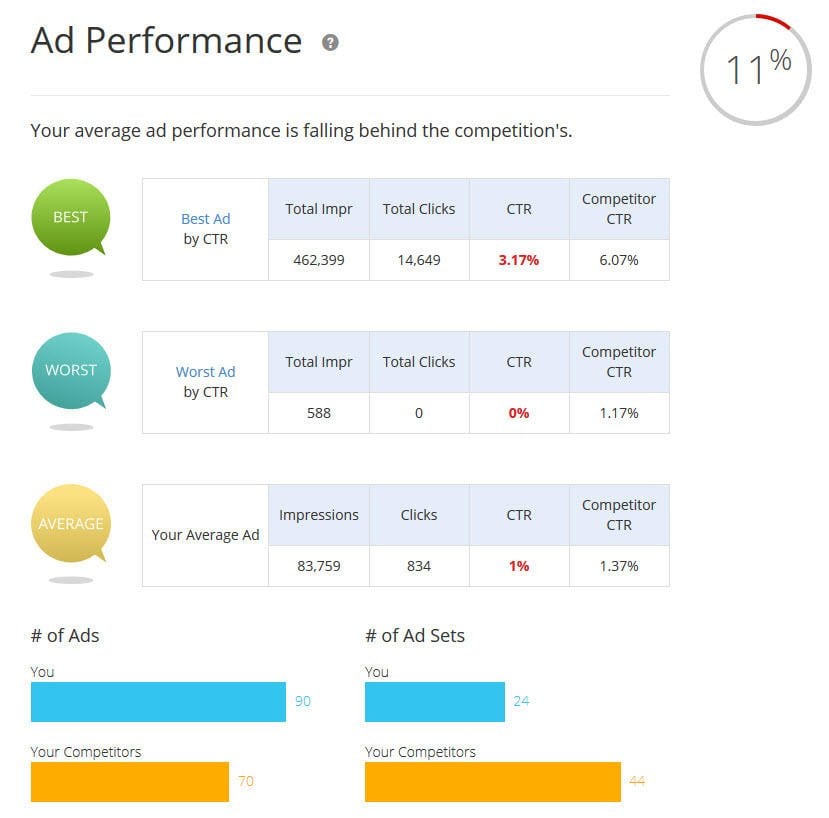 Ad Performance ?
11%
Your average ad performance is falling behind the competition's.
BEST
Best Ad
by CTR
Total Impr
Total Clicks
CTR
Competitor
CTR
462,399
14,649
3.17%
6.07%
WORST
Worst Ad
by CTR
Total Impr
Total Clicks
CTR
Competitor
CTR
588
0
0%
1.17%
AVERAGE
Your Average Ad
Impressions
Clicks
CTR
Competitor
CTR
83,759
834
1%
1.37%
# of Ads
You
90
Your Competitors
70
# of Ad Sets
You
24
Your Competitors
44